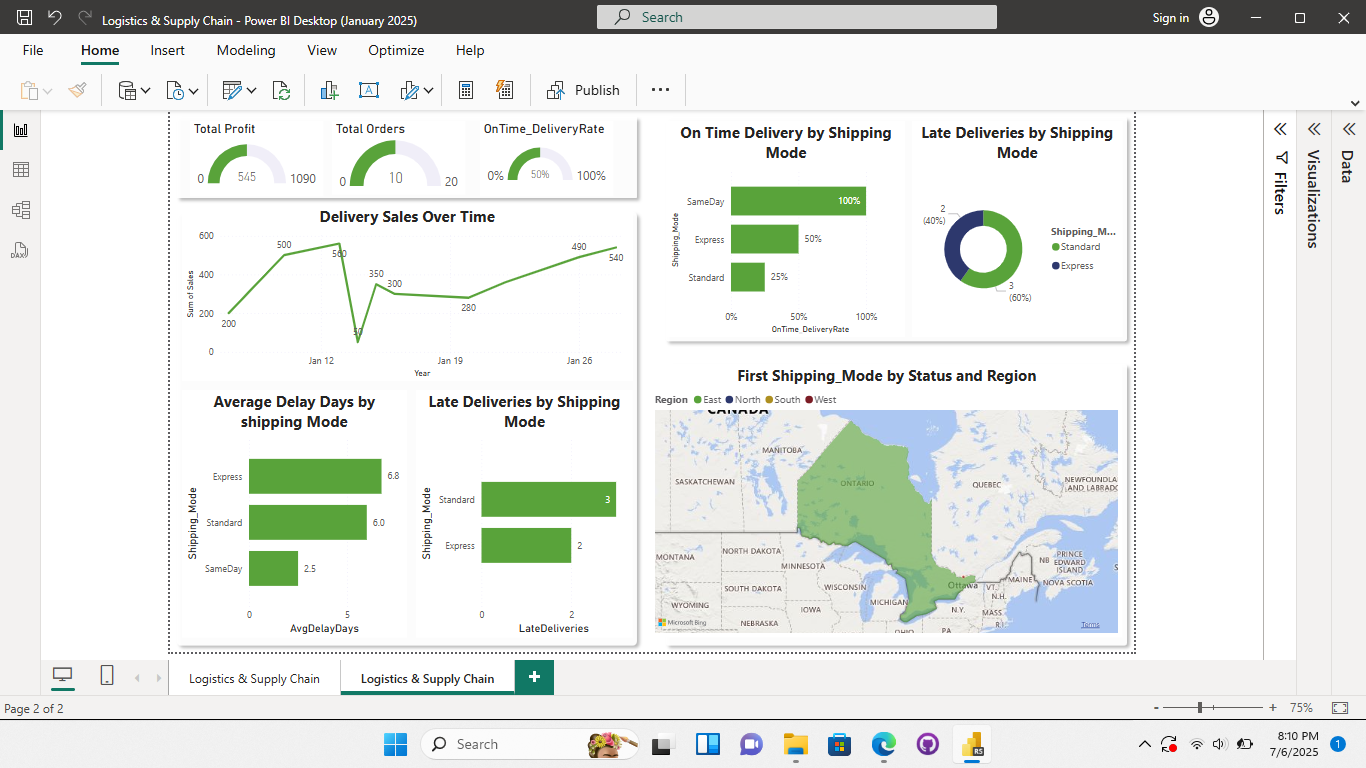 Logistics & Supply Chain - Power BI Desktop (January 2025)
Search
Sign in
File
Home
Insert
Modeling
View
Optimize
Help
Publish
Total Profit
0
545
1090
Total Orders
0
10
20
OnTime_DeliveryRate
0%
50%
100%
Delivery Sales Over Time
Sum of Sales
600
400
200
0
200
500
560
50
350
300
280
490
540
Jan 12
Jan 19
Jan 26
Year
Average Delay Days by
shipping Mode
Shipping_Mode
Express
6.8
Standard
6.0
SameDay
2.5
0
5
AvgDelayDays
Late Deliveries by Shipping
Mode
Shipping_Mode
Standard
3
Express
2
0
2
LateDeliveries
On Time Delivery by Shipping
Mode
Shipping_Mode
SameDay
100%
Express
50%
Standard
25%
0%
50%
100%
OnTime_DeliveryRate
Late Deliveries by Shipping
Mode
2
(40%)
3
(60%)
Shipping_M...
Standard
Express
First Shipping_Mode by Status and Region
Region
East
North
South
West
CANADA
MANITOBA
SASKATCHEWAN
ONTARIO
QUEBEC
NEWFOUNDLA
AND LABRADO
MONTANA
NORTH DAKOTA
MINNESOTA
SOUTH DAKOTA
WISCONSIN
WYOMING
IOWA
MICHIGAN
NEBRASKA
OHIO
PA
N.Y.
Ottawa
VT.
N.H.
MASS
R.I.
MAINE
NB
PRINCE
EDWARD
ISLAND
NOVA SCOTIA
Microsoft Bing
Terms
Filters
Visualizations
Data
DAX
Logistics & Supply Chain
Logistics & Supply Chain
+
Page 2 of 2
-
+
75%
Search
RS
8:10 PM
7/6/2025
1